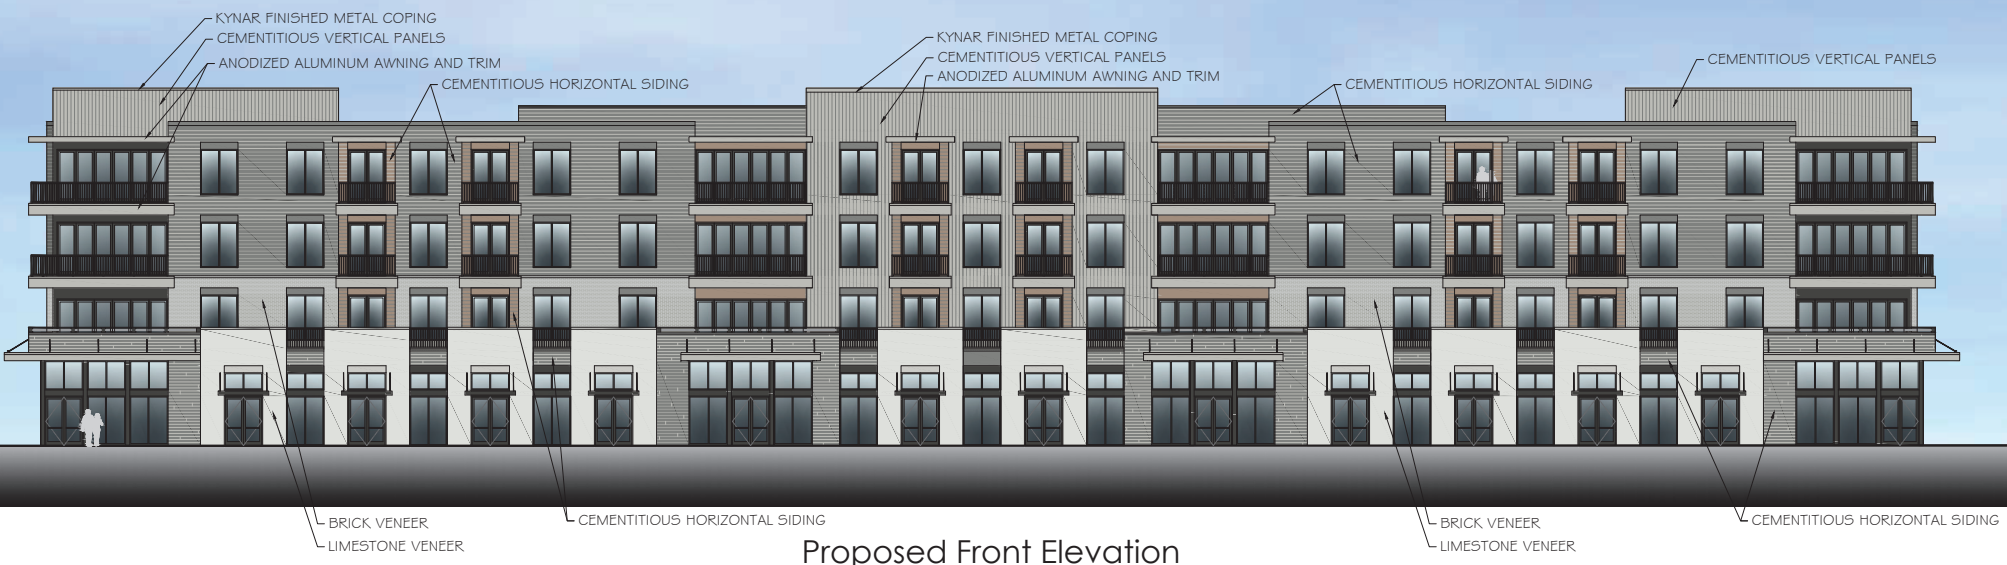 KYNAR FINISHED METAL COPING
CEMENTITIOUS VERTICAL PANELS
ANODIZED ALUMINUM AWNING AND TRIM
CEMENTITIOUS HORIZONTAL SIDING
KYNAR FINISHED METAL COPING
CEMENTITIOUS VERTICAL PANELS
ANODIZED ALUMINUM AWNING AND TRIM
CEMENTITIOUS HORIZONTAL SIDING
CEMENTITIOUS VERTICAL PANELS
BRICK VENEER
LIMESTONE VENEER
CEMENTITIOUS HORIZONTAL SIDING
BRICK VENEER
LIMESTONE VENEER
CEMENTITIOUS HORIZONTAL SIDING
Proposed Front Elevation